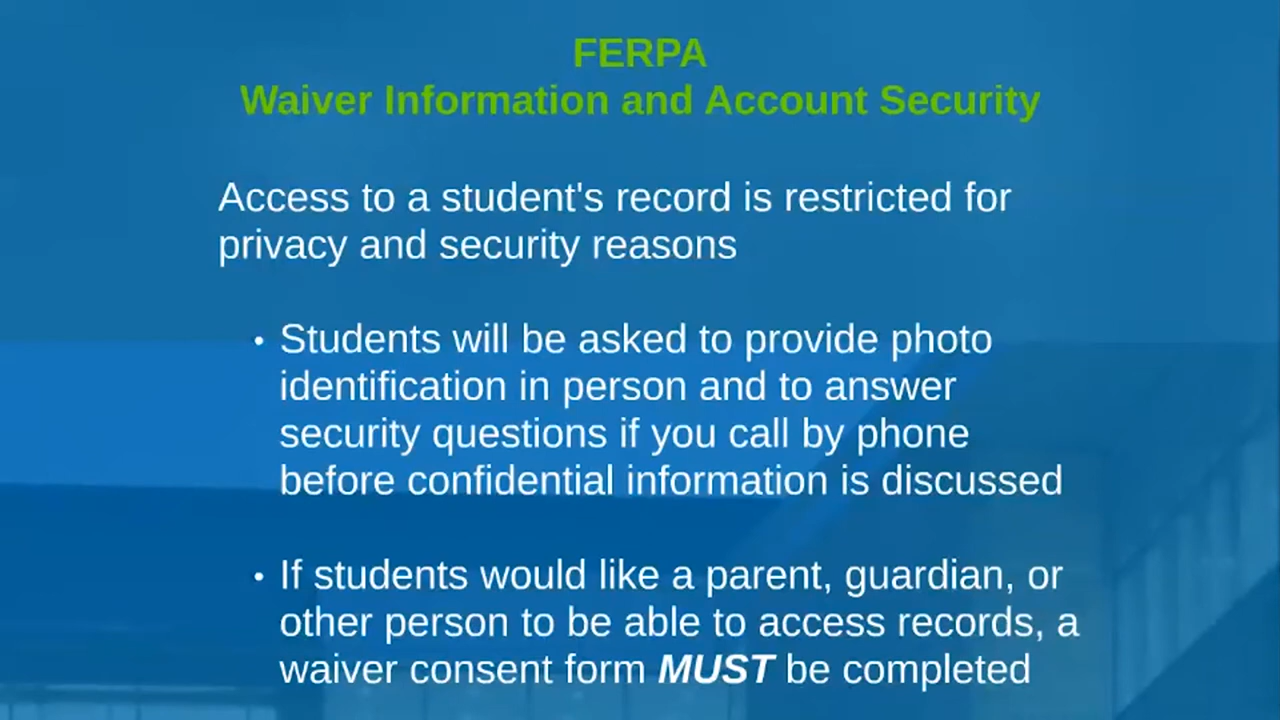 FERPA
Waiver Information and Account Security
Access to a student's record is restricted for
privacy and security reasons
• Students will be asked to provide photo
identification in person and to answer
security questions if you call by phone
before confidential information is discussed
• If students would like a parent, guardian, or
other person to be able to access records, a
waiver consent form MUST be completed